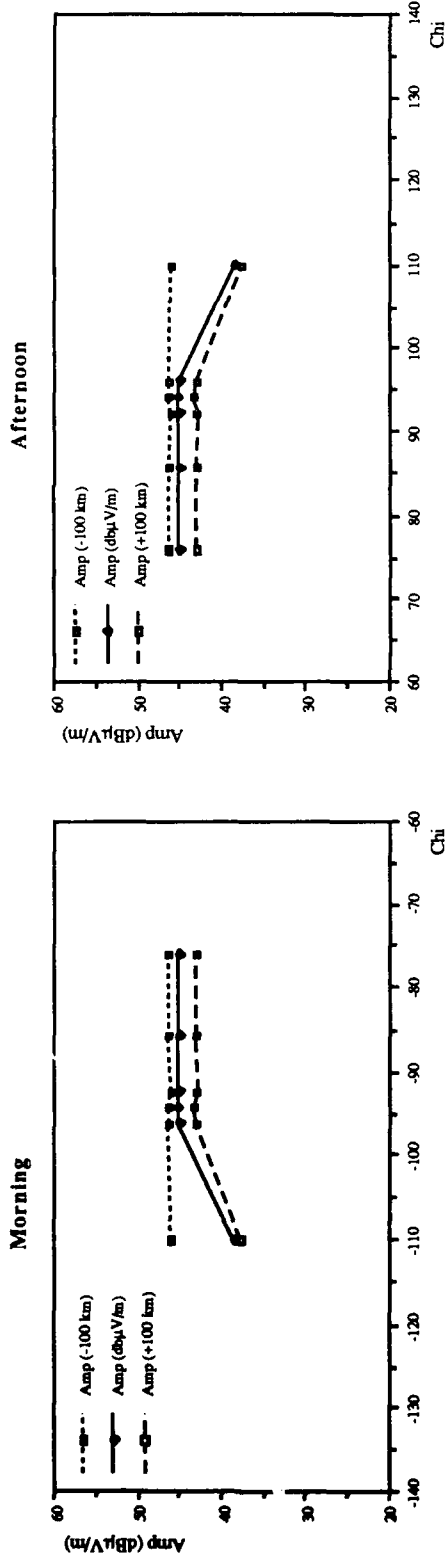 Morning
Amp (dBµV/m)
60
50
40
30
20
Amp (-100 km)
Amp (dbµV/m)
Amp (+100 km)
-140
-130
-120
-110
-100
-90
-80
-70
-60
Chi
Afternoon
Amp (dBµV/m)
60
50
40
30
20
Amp (-100 km)
Amp (dbµV/m)
Amp (+100 km)
60
70
80
90
100
110
120
130
140
Chi